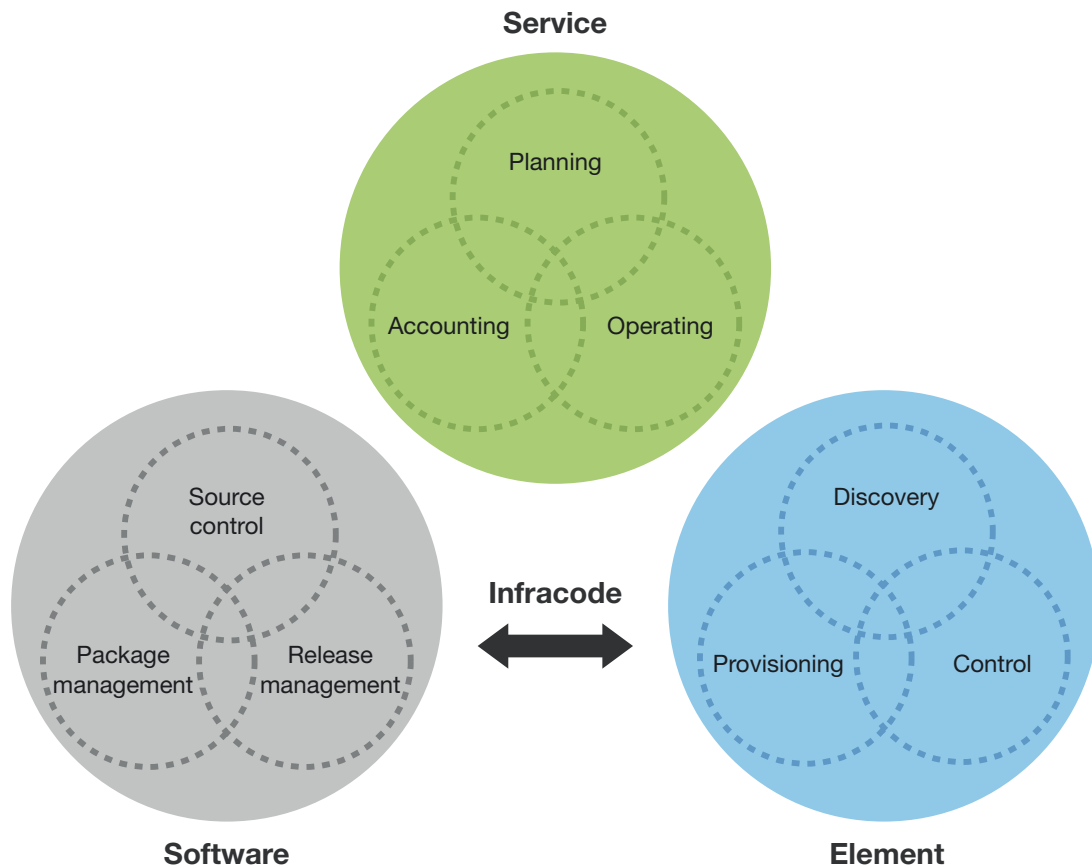 Service
Planning
Accounting
Operating
Source
control
Package
management
Release
management
Software
Infracode
Discovery
Provisioning
Control
Element